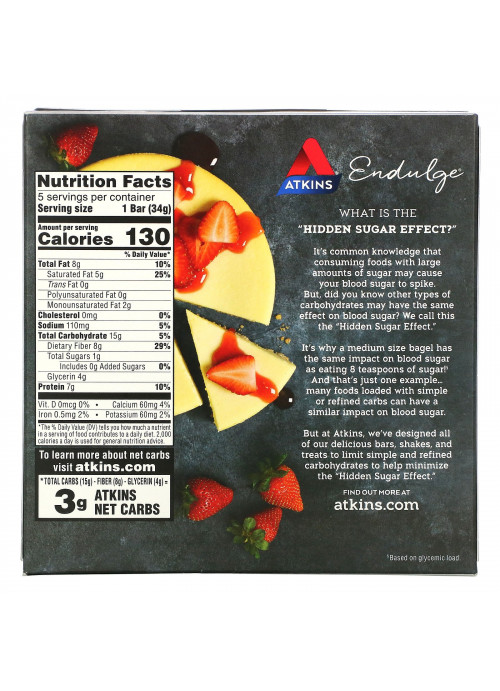 Nutrition Facts
5 servings per container
Serving size 1 Bar (34g)
Amount per serving
Calories 130
% Daily Value*
Total Fat 8g 10%
Saturated Fat 5g 25%
Trans Fat 0g
Polyunsaturated Fat 0g
Monounsaturated Fat 2g
Cholesterol 0mg 0%
Sodium 110mg 5%
Total Carbohydrate 15g 5%
Dietary Fiber 8g 29%
Total Sugars 1g
Includes 0g Added Sugars 0%
Glycerin 4g
Protein 7g 10%
Vit. D 0mcg 0% • Calcium 60mg 4%
Iron 0.5mg 2% • Potassium 60mg 2%
*The % Daily Value (DV) tells you how much a nutrient
in a serving of food contributes to a daily diet. 2,000
calories a day is used for general nutrition advice.
To learn more about net carbs
visit atkins.com
*TOTAL CARBS (15g) - FIBER (8g) - GLYCERIN (4g) =
3g ATKINS
NET CARBS
ATKINS
Endulge
WHAT IS THE
"HIDDEN SUGAR EFFECT?"
It's common knowledge that
consuming foods with large
amounts of sugar may cause
your blood sugar to spike.
But, did you know other types of
carbohydrates may have the same
effect on blood sugar? We call this
the "Hidden Sugar Effect."
It's why a medium size bagel has
the same impact on blood sugar
as eating 8 teaspoons of sugar!†
And that's just one example...
many foods loaded with simple
or refined carbs can have a
similar impact on blood sugar.
But at Atkins, we've designed all
of our delicious bars, shakes, and
treats to limit simple and refined
carbohydrates to help minimize
the "Hidden Sugar Effect."
FIND OUT MORE AT
atkins.com
†Based on glycemic load.